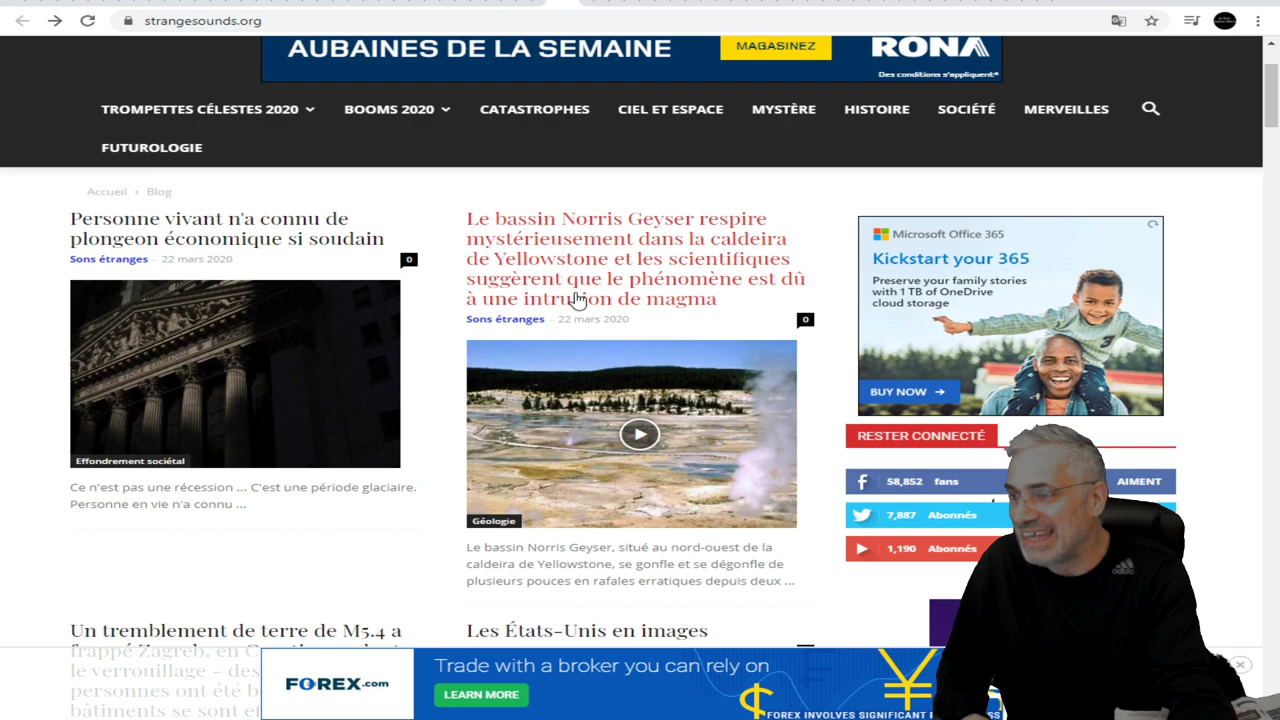 strangesounds.org
AUBAINES DE LA SEMAINE
MAGASINEZ
RONA
Des conditions s'appliquent*
TROMPETTES CÉLESTES 2020
BOOMS 2020
CATASTROPHES
CIEL ET ESPACE
MYSTÈRE
HISTOIRE
SOCIÉTÉ
MERVEILLES
FUTUROLOGIE
Accueil › Blog
Personne vivant n'a connu de
plongeon économique si soudain
Sons étranges - 22 mars 2020
0
Effondrement sociétal
Ce n'est pas une récession ... C'est une période glaciaire.
Personne en vie n'a connu ...
Le bassin Norris Geyser respire
mystérieusement dans la caldeira
de Yellowstone et les scientifiques
suggèrent que le phénomène est dû
à une intrusion de magma
Sons étranges - 22 mars 2020
0
Géologie
Le bassin Norris Geyser, situé au nord-ouest de la
caldeira de Yellowstone, se gonfle et se dégonfle de
plusieurs pouces en rafales erratiques depuis deux ...
Microsoft Office 365
Kickstart your 365
Preserve your family stories
with 1 TB of OneDrive
cloud storage
BUY NOW →
RESTER CONNECTÉ
58,852 fans
AIMENT
7,887 Abonnés
1,190 Abonnés
adidas
Un tremblement de terre de M5.4 a
frappé Zagreb, en
le verrouillage - des
personnes ont été
bâtiments se sont
Les États-Unis en images
FOREX.com
Trade with a broker you can rely on
LEARN MORE
FOREX INVOLVES SIGNIFICANT